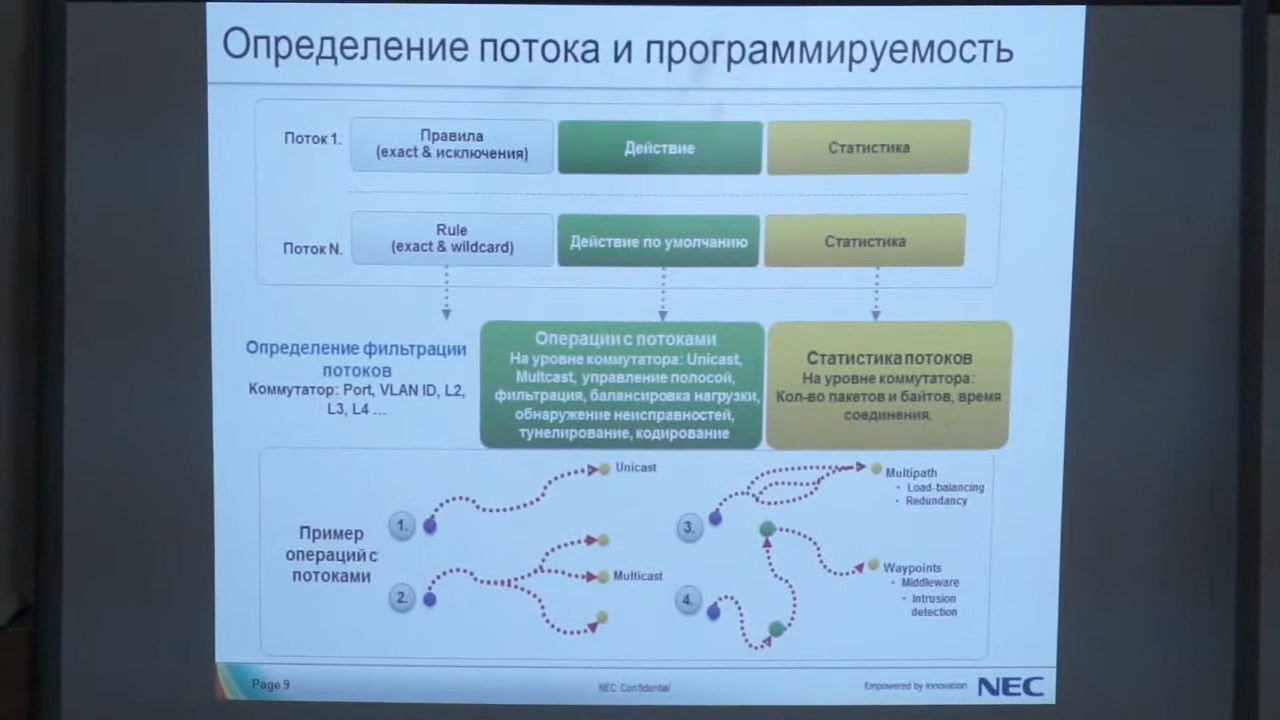 Определение потока и программируемость
Поток 1.
Правила
(exact & исключения)
Действие
Статистика
Поток N.
Rule
(exact & wildcard)
Действие по умолчанию
Статистика
Определение фильтрации
потоков
Коммутатор: Port, VLAN ID, L2,
L3, L4 ...
Операции с потоками
На уровне коммутатора: Unicast,
Multcast, управление полосой,
фильтрация, балансировка нагрузки,
обнаружение неисправностей,
тунелирование, кодирование
Статистика потоков
На уровне коммутатора:
Кол-во пакетов и байтов, время
соединения.
Пример
операций с
потоками
1.
Unicast
2.
Multicast
3.
Multipath
• Load-balancing
• Redundancy
4.
Waypoints
• Middleware
• Intrusion
detection
Page 9
NEC Confidential
Empowered by Innovation
NEC